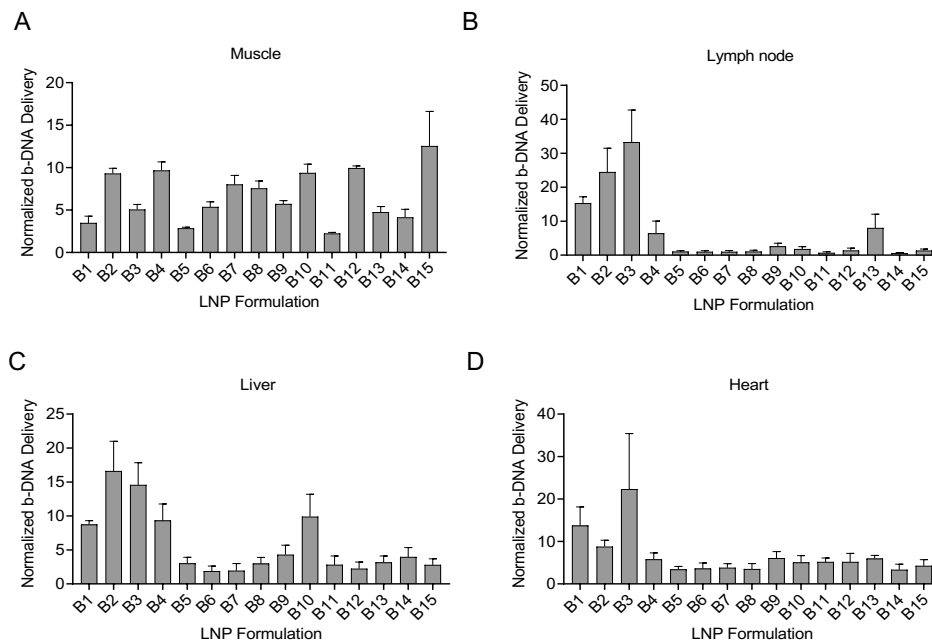 A
Muscle
Normalized b-DNA Delivery
20
15
10
5
0
B1 B2 B3 B4 B5 B6 B7 B8 B9 B10 B11 B12 B13 B14 B15
LNP Formulation
B
Lymph node
Normalized b-DNA Delivery
50
40
30
20
10
0
B1 B2 B3 B4 B5 B6 B7 B8 B9 B10 B11 B12 B13 B14 B15
LNP Formulation
C
Liver
Normalized b-DNA Delivery
25
20
15
10
5
0
B1 B2 B3 B4 B5 B6 B7 B8 B9 B10 B11 B12 B13 B14 B15
LNP Formulation
D
Heart
Normalized b-DNA Delivery
40
30
20
10
0
B1 B2 B3 B4 B5 B6 B7 B8 B9 B10 B11 B12 B13 B14 B15
LNP Formulation